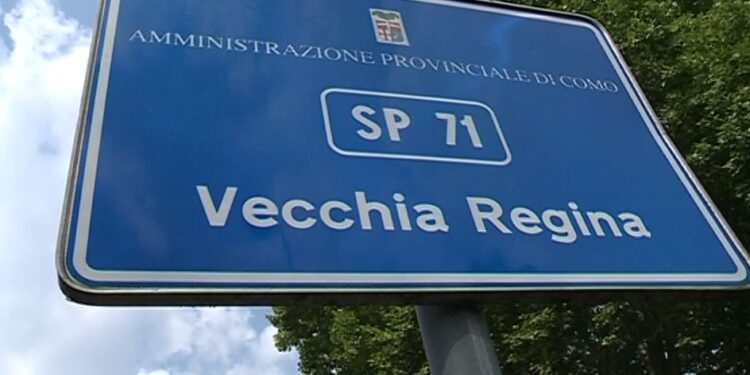 AMMINISTRAZIONE PROVINCIALE DI COMO
SP 71
Vecchia Regina